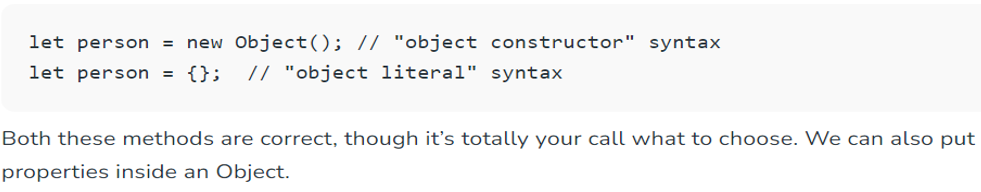 let person = new Object(); // "object constructor" syntax
let person = {};  // "object literal" syntax
Both these methods are correct, though it’s totally your call what to choose. We can also put
properties inside an Object.